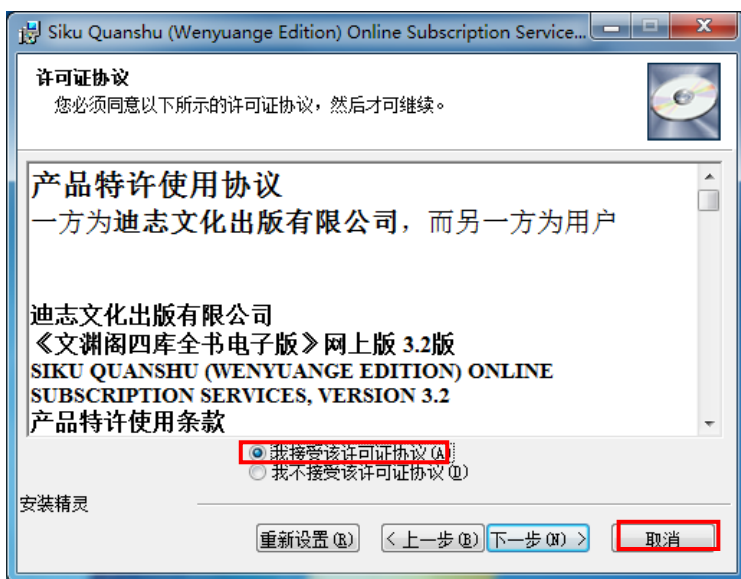 Siku Quanshu (Wenyuange Edition) Online Subscription Service...
许可证协议
您必须同意以下所示的许可证协议，然后才可继续。
产品特许使用协议
一方为迪志文化出版有限公司，而另一方为用户
迪志文化出版有限公司
《文渊阁四库全书电子版》网上版 3.2版
SIKU QUANSHU (WENYUANGE EDITION) ONLINE
SUBSCRIPTION SERVICES, VERSION 3.2
产品特许使用条款
我接受该许可证协议(A)
我不接受该许可证协议(D)
安装精灵
重新设置(R) < 上一步(B) 下一步(N) > 取消